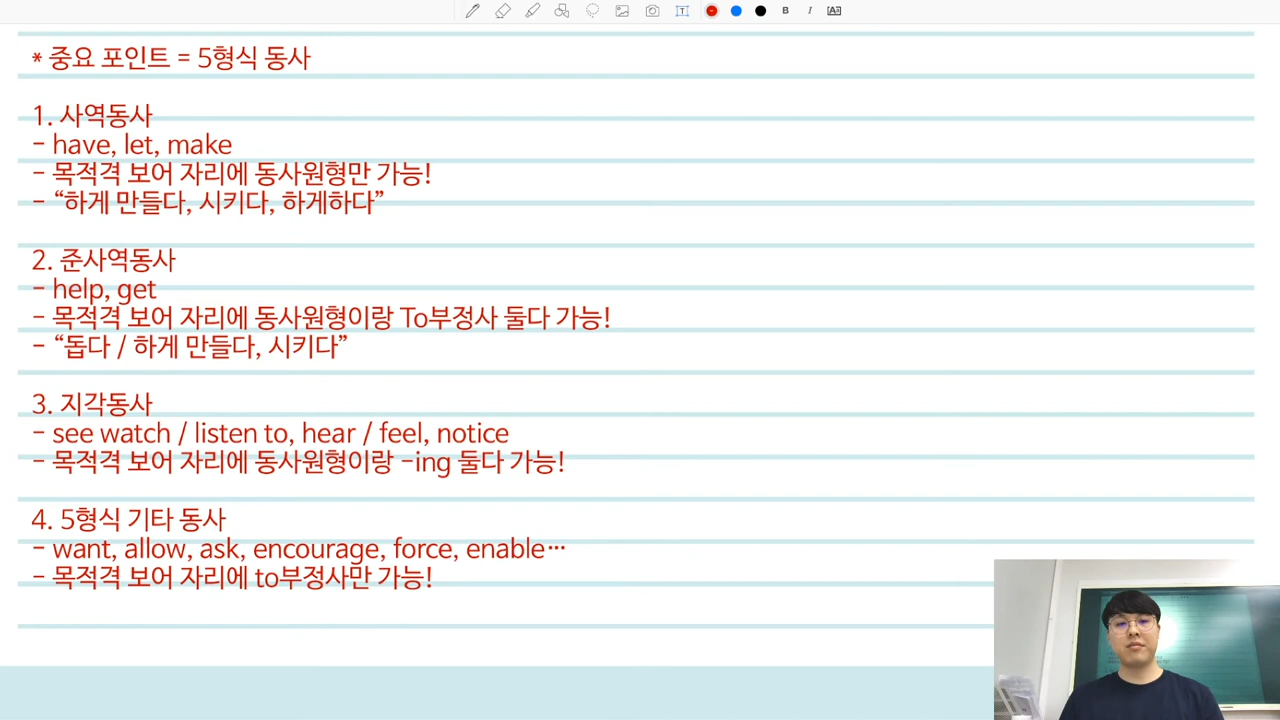 * 중요 포인트 = 5형식 동사
1. 사역동사
- have, let, make
- 목적격 보어 자리에 동사원형만 가능!
- “하게 만들다, 시키다, 하게하다”
2. 준사역동사
- help, get
- 목적격 보어 자리에 동사원형이랑 To부정사 둘다 가능!
- “돕다 / 하게 만들다, 시키다”
3. 지각동사
- see watch / listen to, hear / feel, notice
- 목적격 보어 자리에 동사원형이랑 -ing 둘다 가능!
4. 5형식 기타 동사
- want, allow, ask, encourage, force, enable…
- 목적격 보어 자리에 to부정사만 가능!